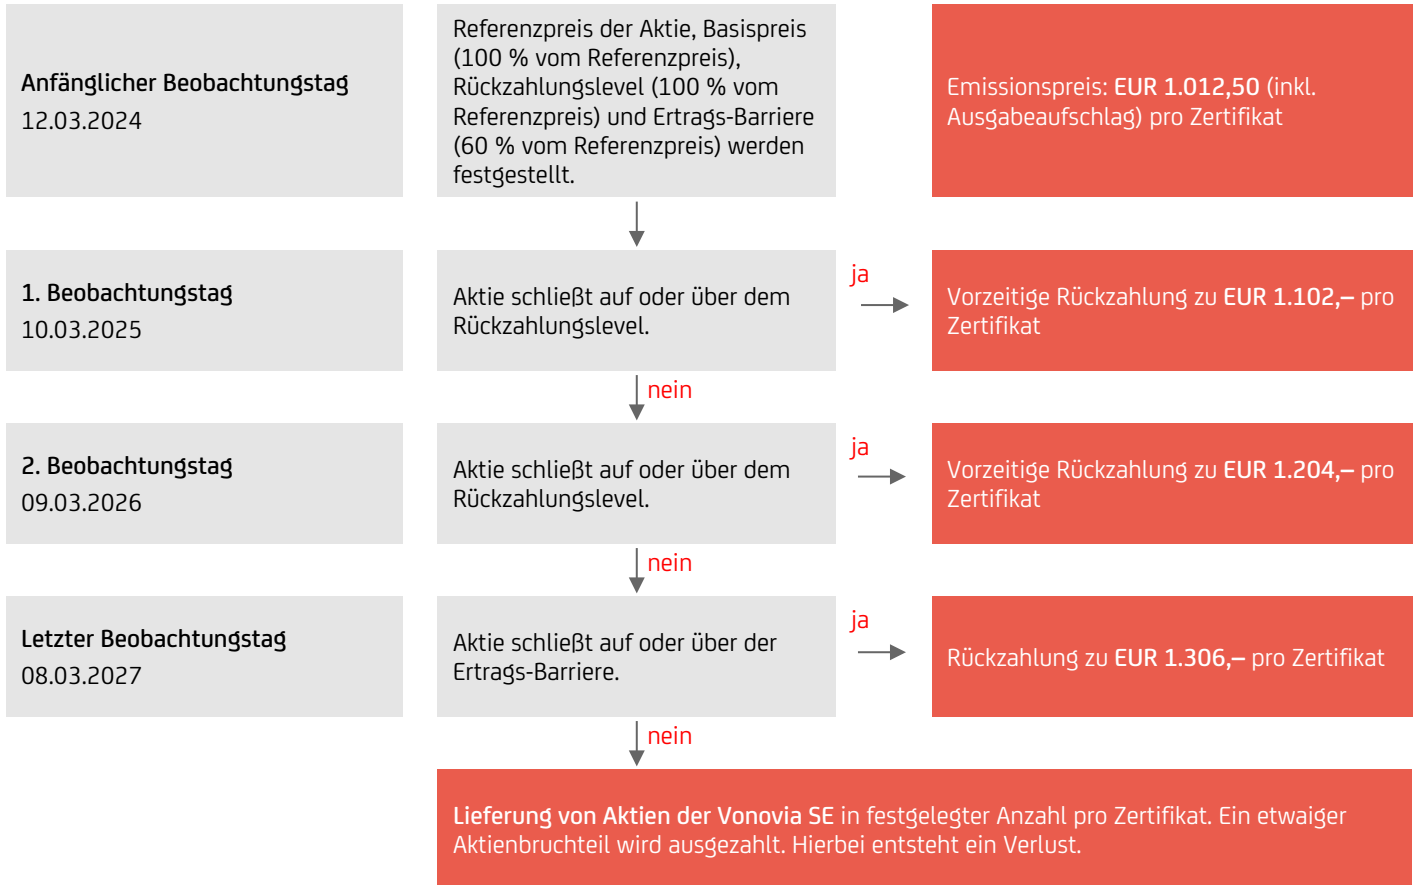 Anfänglicher Beobachtungstag
12.03.2024
Referenzpreis der Aktie, Basispreis
(100 % vom Referenzpreis),
Rückzahlungslevel (100 % vom
Referenzpreis) und Ertrags-Barriere
(60 % vom Referenzpreis) werden
festgestellt.
Emissionspreis: EUR 1.012,50 (inkl.
Ausgabeaufschlag) pro Zertifikat
1. Beobachtungstag
10.03.2025
Aktie schließt auf oder über dem
Rückzahlungslevel.
ja
Vorzeitige Rückzahlung zu EUR 1.102,– pro
Zertifikat
nein
2. Beobachtungstag
09.03.2026
Aktie schließt auf oder über dem
Rückzahlungslevel.
ja
Vorzeitige Rückzahlung zu EUR 1.204,– pro
Zertifikat
nein
Letzter Beobachtungstag
08.03.2027
Aktie schließt auf oder über der
Ertrags-Barriere.
ja
Rückzahlung zu EUR 1.306,– pro Zertifikat
nein
Lieferung von Aktien der Vonovia SE in festgelegter Anzahl pro Zertifikat. Ein etwaiger
Aktienbruchteil wird ausgezahlt. Hierbei entsteht ein Verlust.